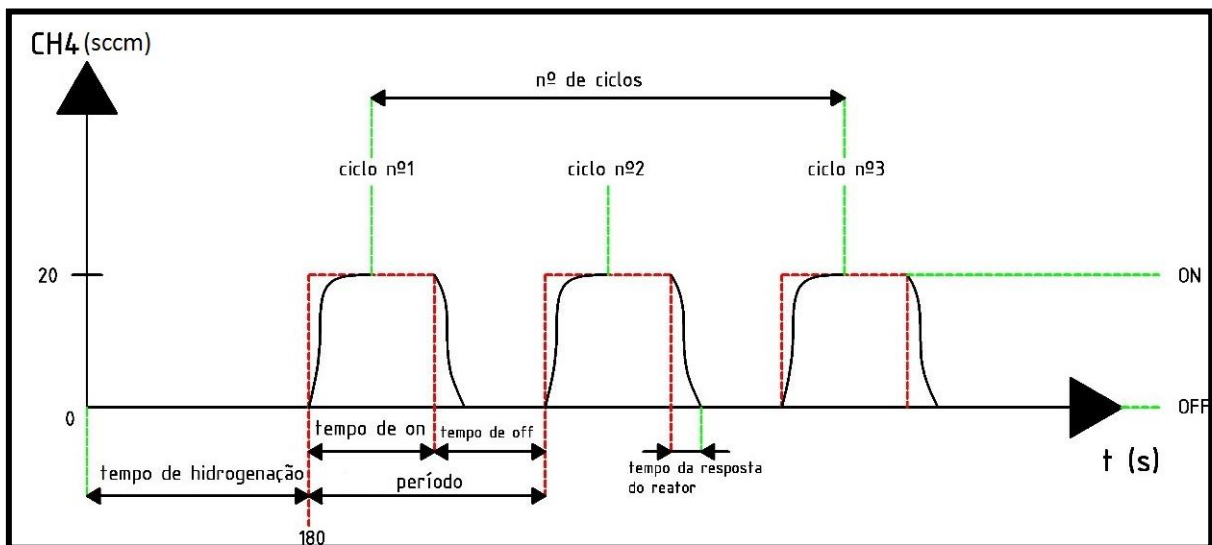 CH4 (sccm)
nº de ciclos
ciclo nº1
ciclo nº2
ciclo nº3
20
ON
0
OFF
tempo de on
tempo de off
tempo de hidrogenação
período
tempo da resposta
do reator
t (s)
180